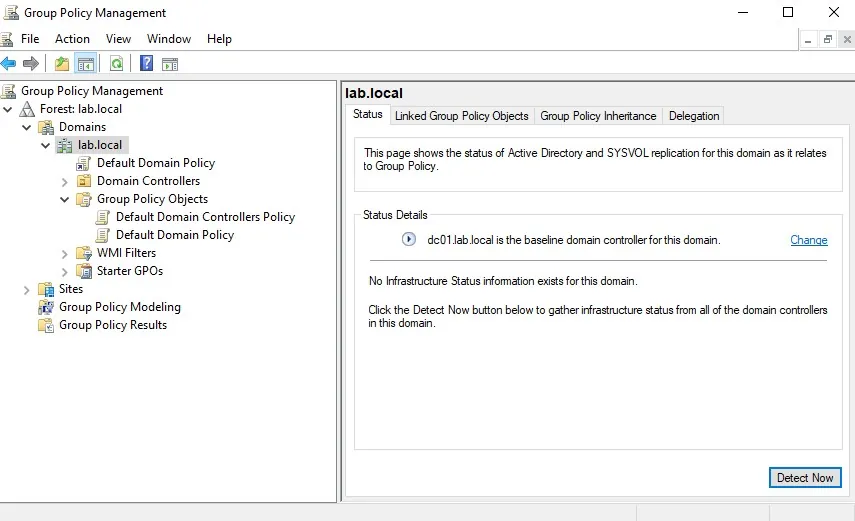 Group Policy Management
File Action View Window Help
Group Policy Management
Forest: lab.local
Domains
lab.local
Default Domain Policy
Domain Controllers
Group Policy Objects
Default Domain Controllers Policy
Default Domain Policy
WMI Filters
Starter GPOs
Sites
Group Policy Modeling
Group Policy Results
lab.local
Status Linked Group Policy Objects Group Policy Inheritance Delegation
This page shows the status of Active Directory and SYSVOL replication for this domain as it relates
to Group Policy.
Status Details
dc01.lab.local is the baseline domain controller for this domain. Change
No Infrastructure Status information exists for this domain.
Click the Detect Now button below to gather infrastructure status from all of the domain controllers
in this domain.
Detect Now